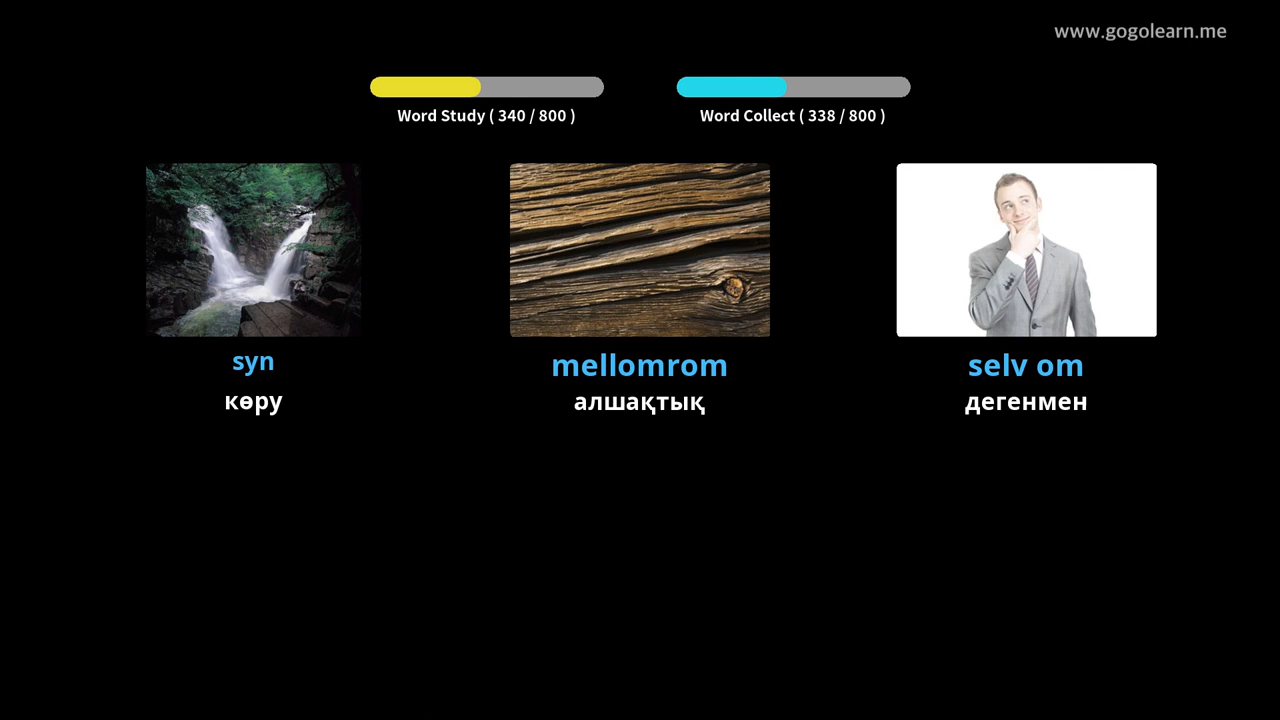 www.gogolearn.me
Word Study ( 340 / 800 )
Word Collect ( 338 / 800 )
syn
көру
mellomrom
алшақтық
selv om
дегенмен